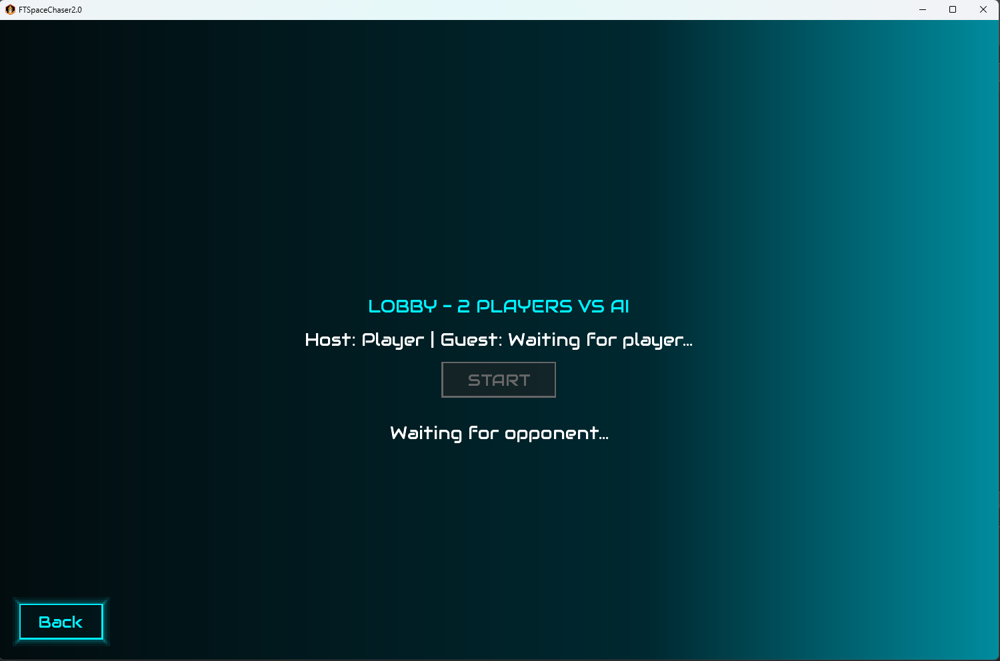 FTSpaceChaser2.0
LOBBY - 2 PLAYERS VS AI
Host: Player | Guest: Waiting for player...
START
Waiting for opponent...
Back